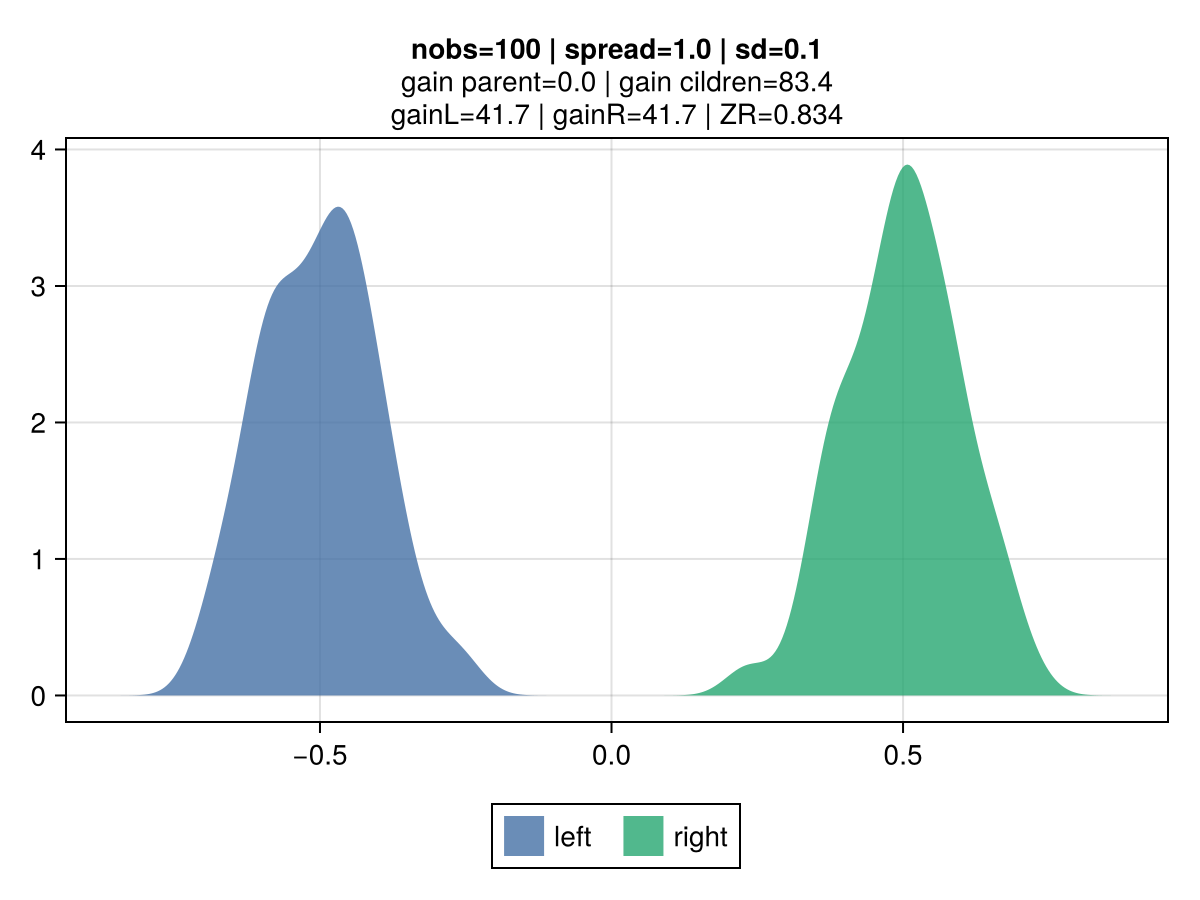 nobs=100 | spread=1.0 | sd=0.1
gain parent=0.0 | gain cildren=83.4
gainL=41.7 | gainR=41.7 | ZR=0.834
4
3
2
1
0
−0.5 0.0 0.5
left right